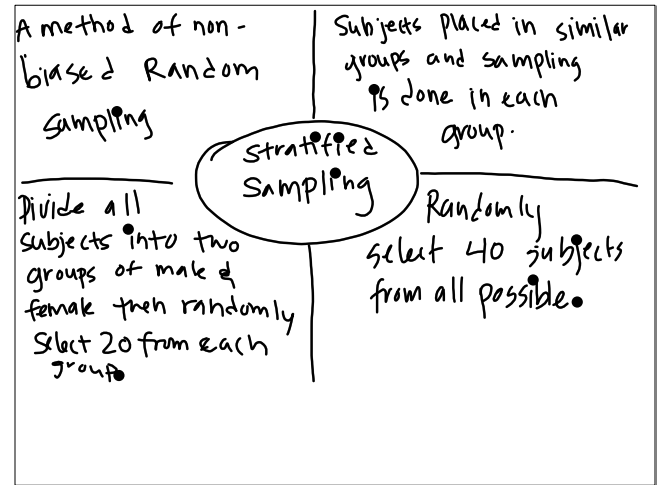 A method of non-
biased Random
sampling
Subjects placed in similar
groups and sampling
is done in each
group.
stratified
sampling
Divide all
subjects into two
groups of male &
female then randomly
select 20 from each
group.
Randomly
select 40 subjects
from all possible.